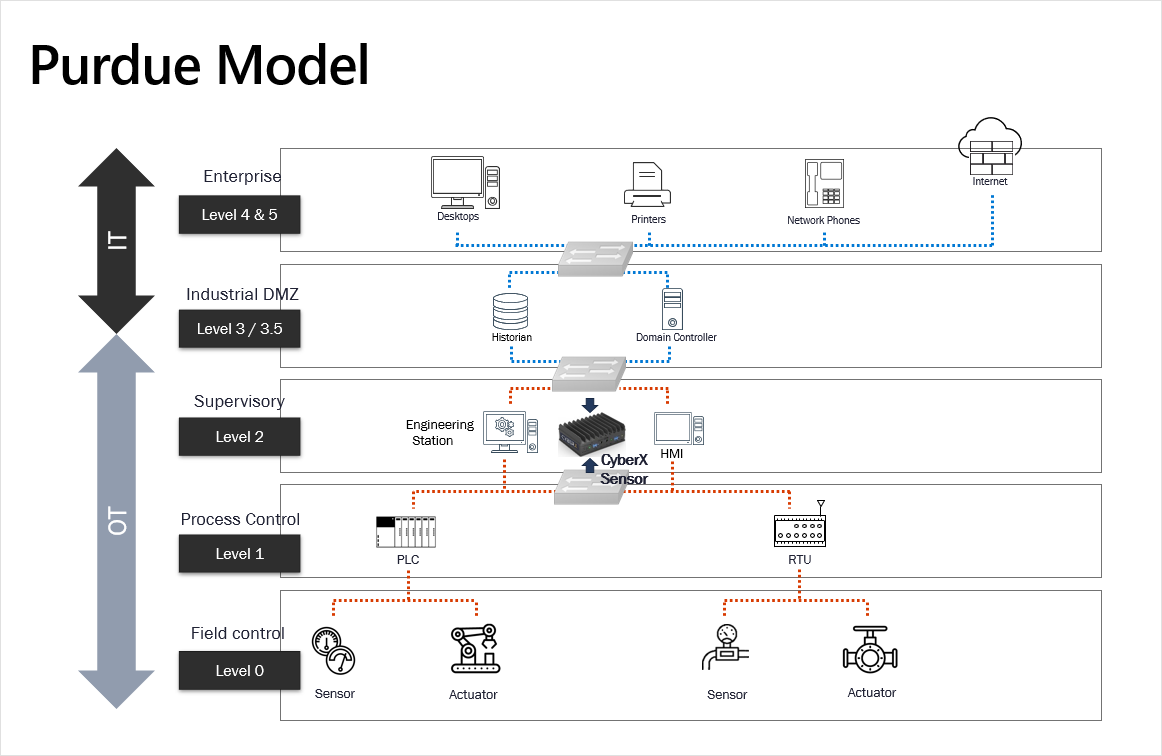 Purdue Model
IT
Enterprise
Level 4 & 5
Desktops
Printers
Network Phones
Internet
Industrial DMZ
Level 3 / 3.5
Historian
Domain Controller
OT
Supervisory
Level 2
Engineering
Station
CyberX
Sensor
HMI
Process Control
Level 1
PLC
RTU
Field control
Level 0
Sensor
Actuator
Sensor
Actuator